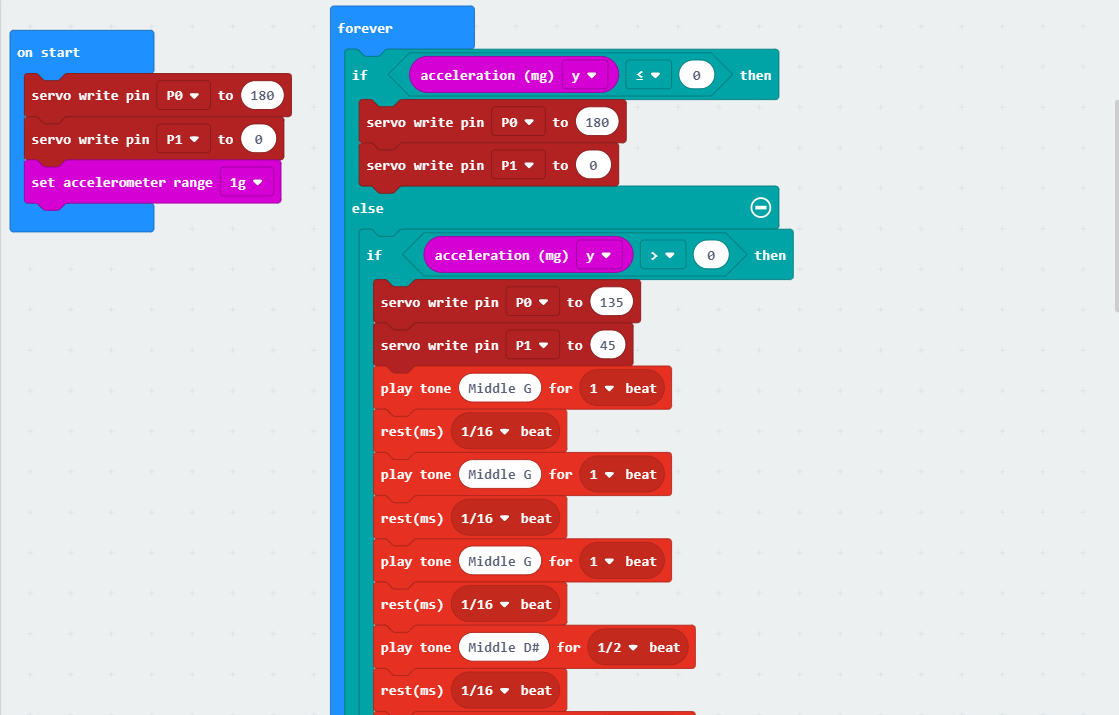 on start
servo write pin P0 to 180
servo write pin P1 to 0
set accelerometer range 1g
forever
if acceleration (mg) y ≤ 0 then
servo write pin P0 to 180
servo write pin P1 to 0
else
if acceleration (mg) y > 0 then
servo write pin P0 to 135
servo write pin P1 to 45
play tone Middle G for 1 beat
rest(ms) 1/16 beat
play tone Middle G for 1 beat
rest(ms) 1/16 beat
play tone Middle G for 1 beat
rest(ms) 1/16 beat
play tone Middle D# for 1/2 beat
rest(ms) 1/16 beat